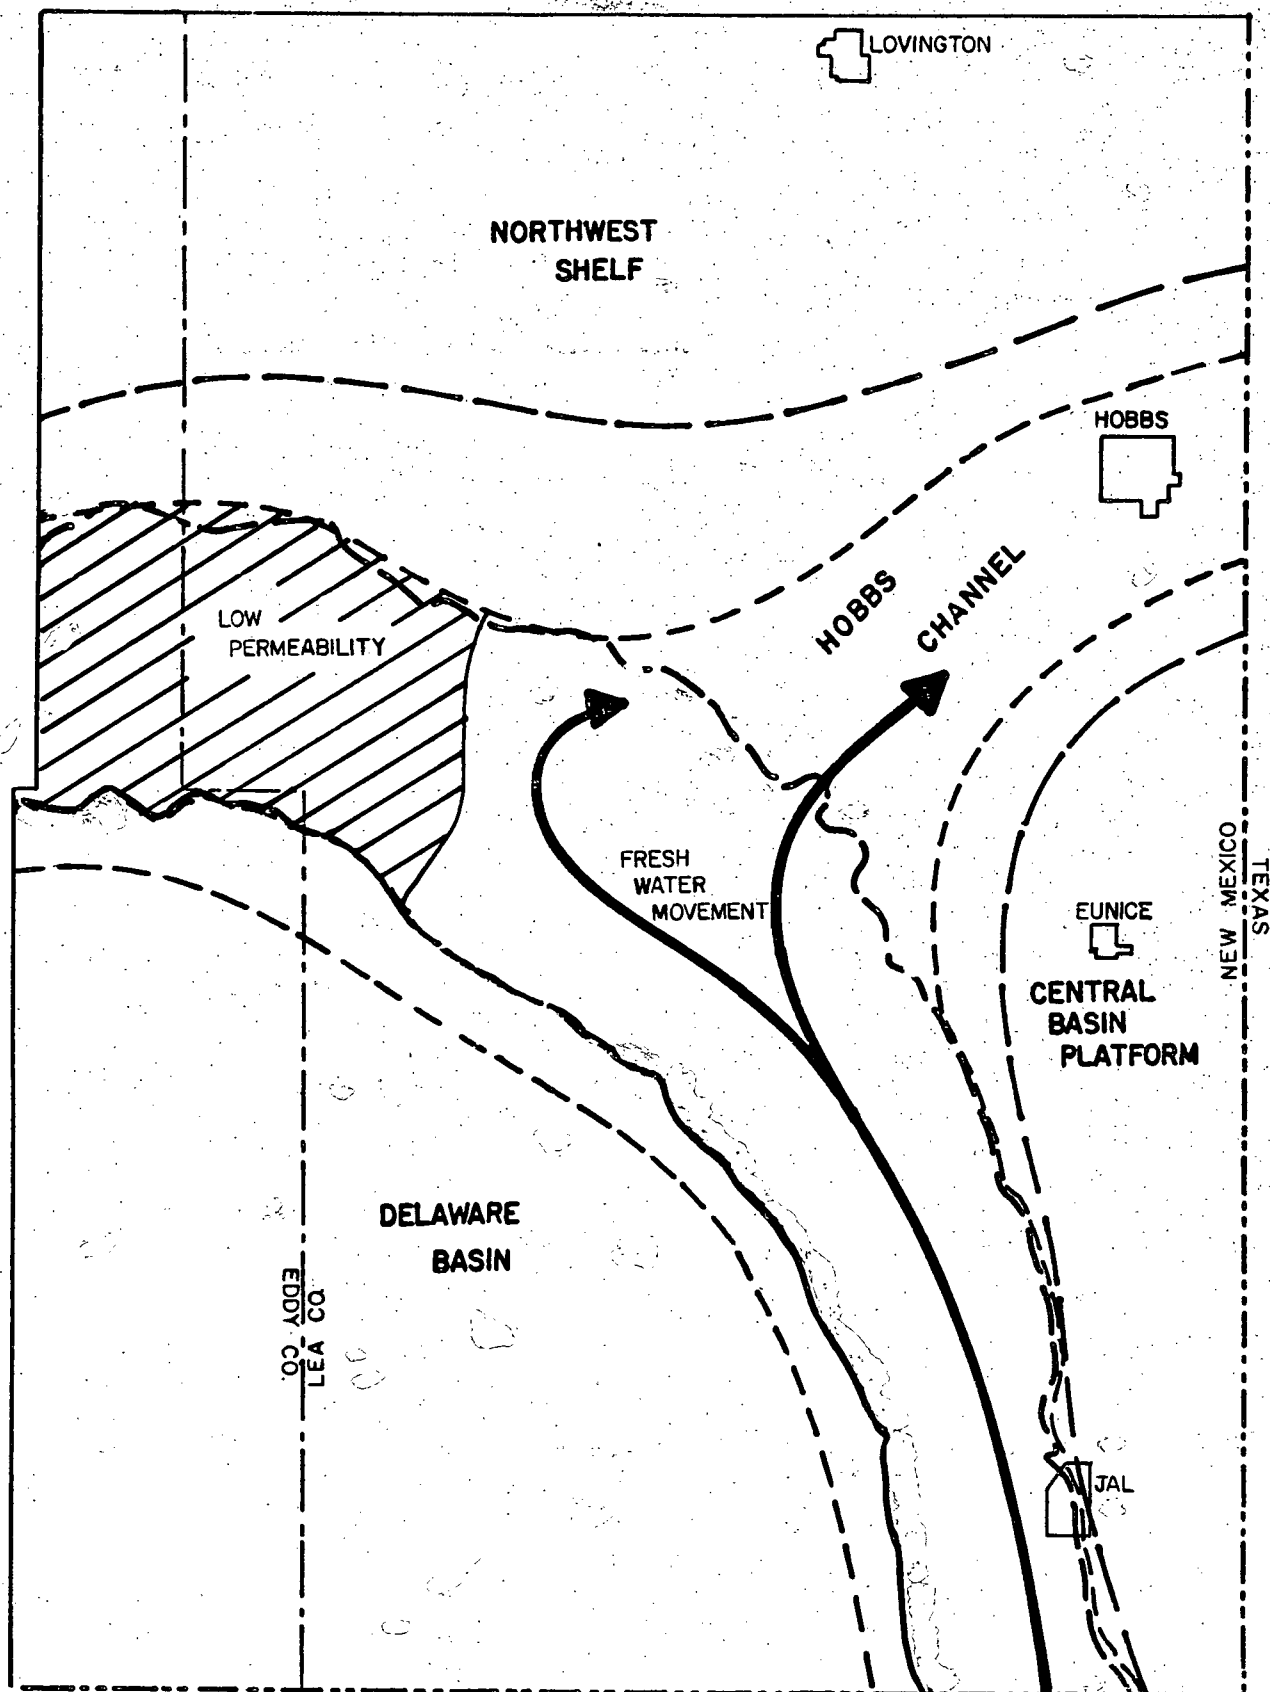 LOVINGTON
NORTHWEST
SHELF
HOBBS
HOBBS
CHANNEL
LOW
PERMEABILITY
FRESH
WATER
MOVEMENT
NEW MEXICO
TEXAS
EUNICE
CENTRAL
BASIN
PLATFORM
DELAWARE
BASIN
EDDY CO.
LEA CO.
JAL